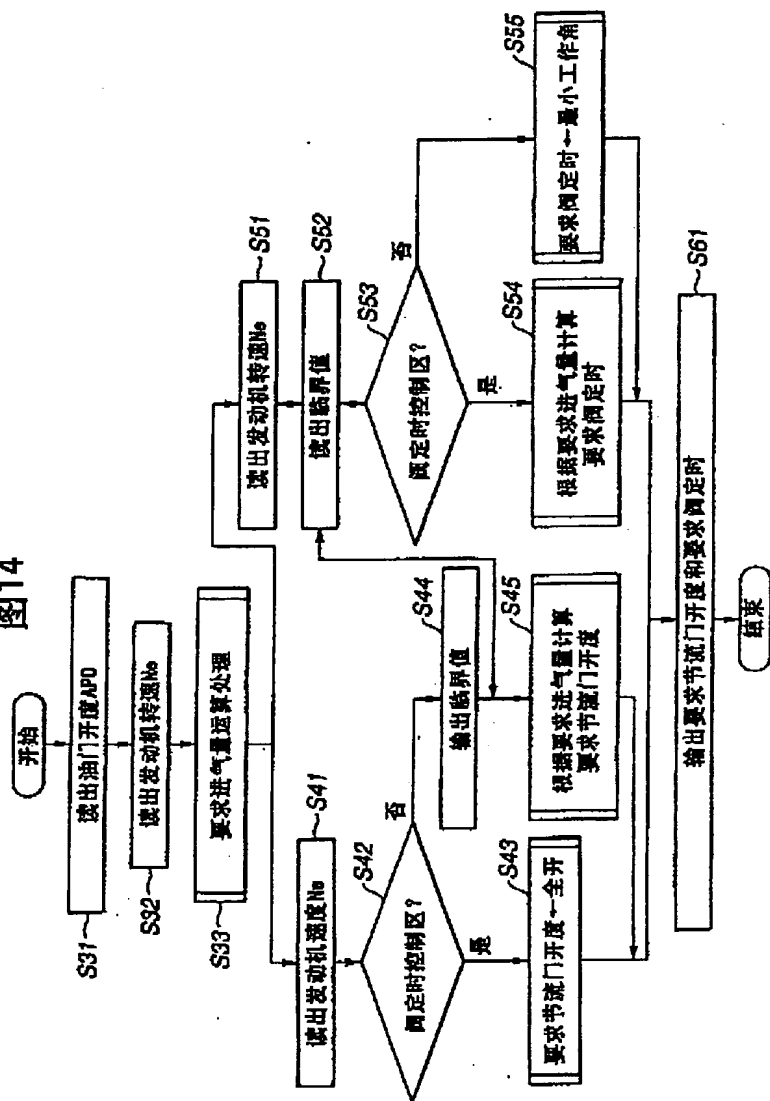 图14
开始
读出油门开度APO
S31
读出发动机转速Ne
S32
要求进气量运算处理
S33
读出发动机速度Ne
S41
阀定时控制区?
S42
是
否
要求节流门开度←全开
S43
输出临界值
S44
根据要求进气量计算
要求节流门开度
S45
读出发动机转速Ne
S51
读出临界值
S52
阀定时控制区?
S53
是
否
根据要求进气量计算
要求阀定时
S54
要求阀定时←最小工作角
S55
输出要求节流门开度和要求阀定时
S61
结束